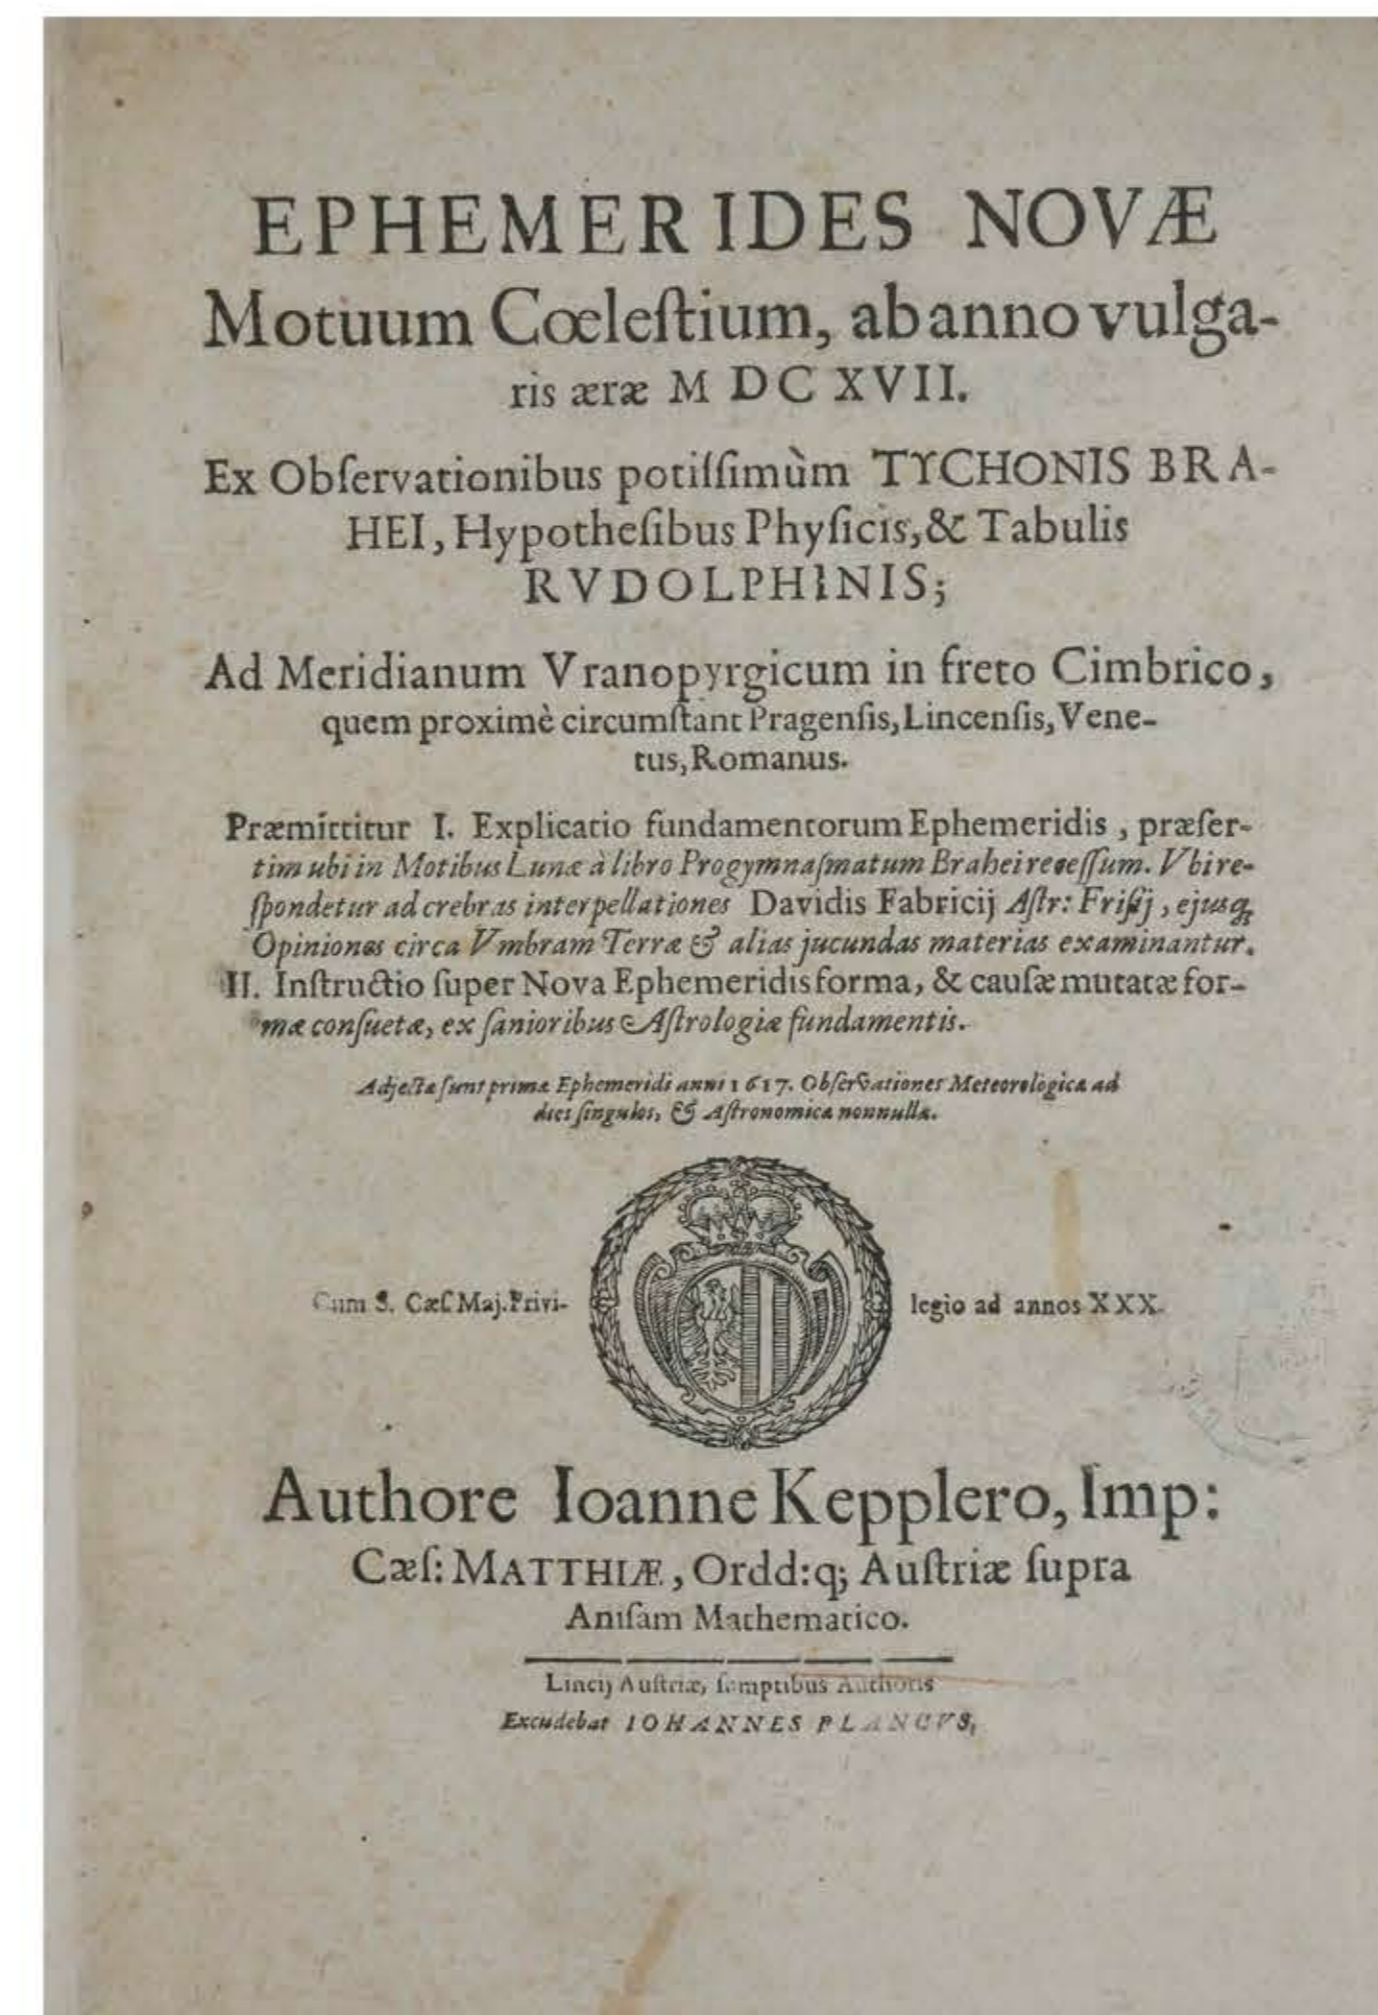 EPHEMERIDES NOVÆ
Motuum Cœleſtium, ab anno vulga-
ris æræ M DC XVII.
Ex Obſervationibus potiſſimùm TYCHONIS BRA-
HEI, Hypotheſibus Phyſicis, & Tabulis
RVDOLPHINIS;
Ad Meridianum Vranopyrgicum in freto Cimbrico,
quem proximè circumſtant Pragenſis, Lincenſis, Vene-
tus, Romanus.
Præmittitur I. Explicatio fundamentorum Ephemeridis, præſer-
tim ubi in Motibus Lunæ à libro Progymnaſmatum Brahei receſſum. Vbi re-
ſpondetur ad crebras interpellationes Davidis Fabricij Aſtr: Friſij, ejusq;
Opiniones circa Vmbram Terræ & alias jucundas materias examinantur.
II. Inſtructio ſuper Nova Ephemeridis forma, & cauſæ mutatæ for-
mæ conſuetæ, ex ſanioribus Aſtrologiæ fundamentis.
Adjectæ ſunt primæ Ephemeridi anni 1617. Obſervationes Meteorologicæ ad
dies ſingulos, & Aſtronomicæ nonnullæ.
Cum S. Cæſ. Maj. Privi- legio ad annos XXX.
Authore Ioanne Kepplero, Imp:
Cæſ: MATTHIÆ, Ordd:q; Auſtriæ ſupra
Aniſam Mathematico.
Lincij Auſtriæ, ſumptibus Authoris
Excudebat IOHANNES PLANCVS,